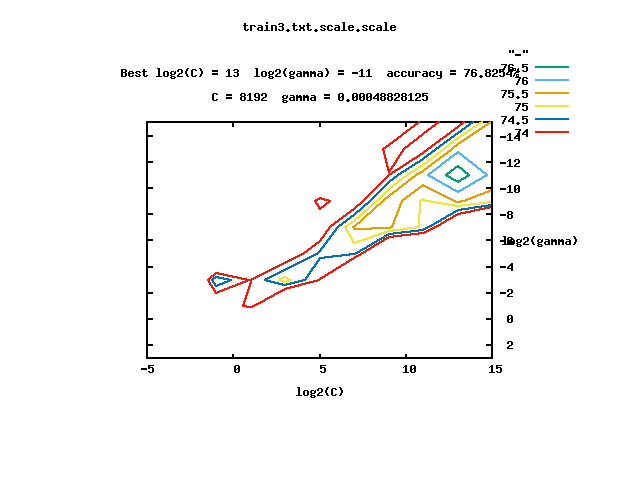 train3.txt.scale.scale
"-"
Best log2(C) = 13  log2(gamma) = -11  accuracy = 76.8254%
76.5
76
75.5
75
74.5
74
C = 8192  gamma = 0.00048828125
-14
-12
-10
-8
-6
log2(gamma)
-4
-2
0
2
-5 0 5 10 15
log2(C)